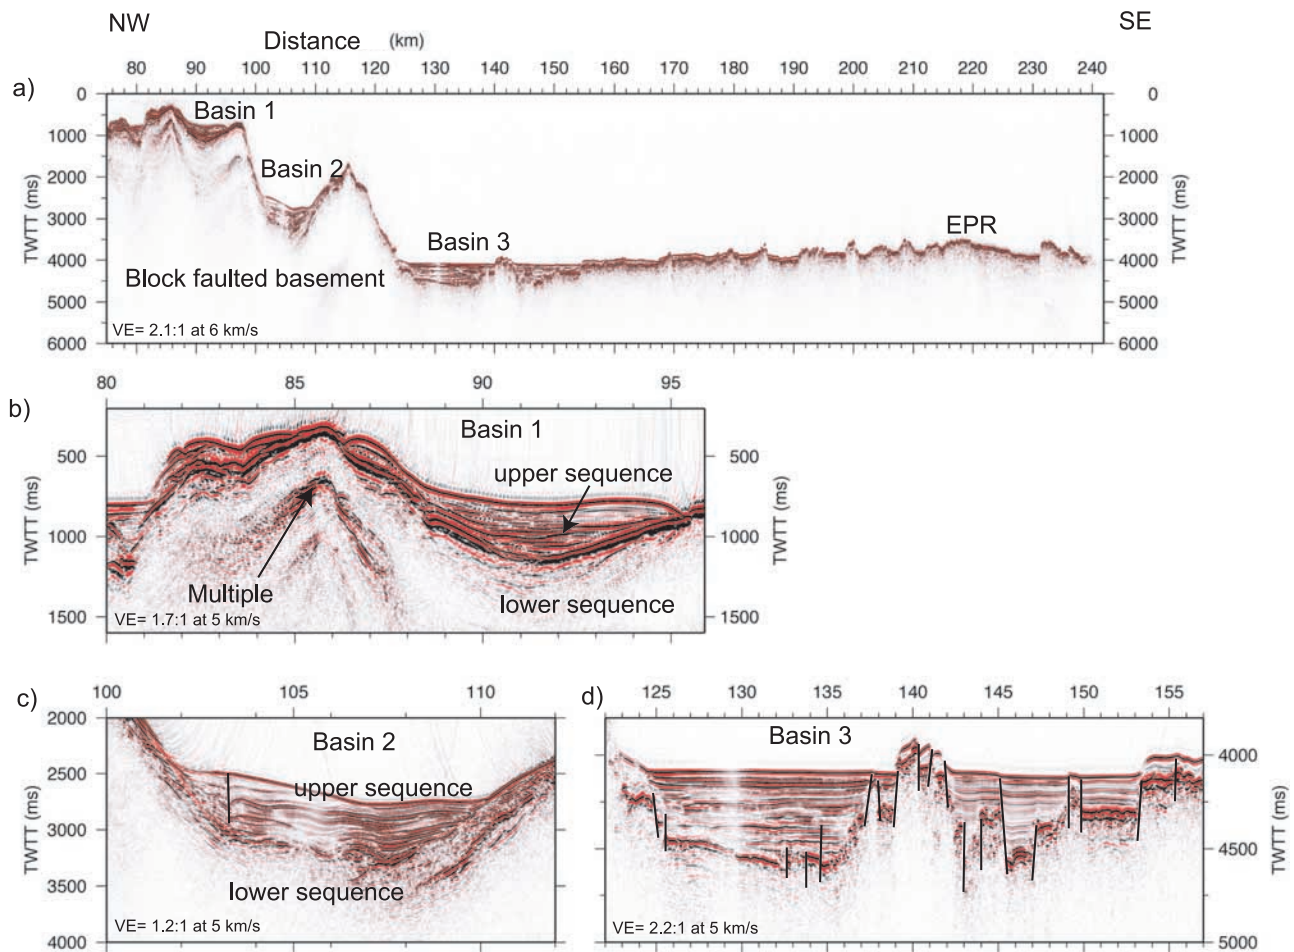 NW
SE
Distance (km)
80 90 100 110 120 130 140 150 160 170 180 190 200 210 220 230 240
a)
0
1000
2000
3000
4000
5000
6000
TWTT (ms)
Basin 1
Basin 2
Basin 3
EPR
Block faulted basement
VE= 2.1:1 at 6 km/s
0
1000
2000
3000
4000
5000
6000
TWTT (ms)
80 85 90 95
b)
500
1000
1500
TWTT (ms)
Basin 1
upper sequence
Multiple
lower sequence
VE= 1.7:1 at 5 km/s
500
1000
1500
TWTT (ms)
c)
100 105 110
2000
2500
3000
3500
4000
TWTT (ms)
Basin 2
upper sequence
lower sequence
VE= 1.2:1 at 5 km/s
d)
125 130 135 140 145 150 155
Basin 3
VE= 2.2:1 at 5 km/s
4000
4500
5000
TWTT (ms)